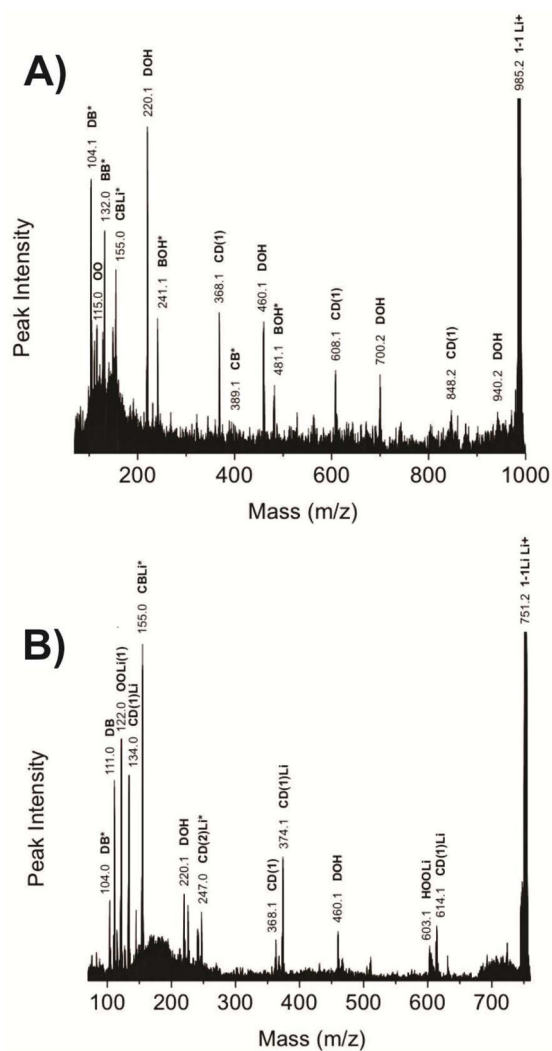 A)
Peak Intensity
104.1 DB*
115.0 OO
132.0 BB*
155.0 CBLi*
220.1 DOH
241.1 BOH*
368.1 CD(1)
389.1 CB*
460.1 DOH
481.1 BOH*
608.1 CD(1)
700.2 DOH
848.2 CD(1)
940.2 DOH
985.2 1-1 Li+
200 400 600 800 1000
Mass (m/z)
B)
Peak Intensity
104.0 DB*
111.0 DB
122.0 OOLi(1)
134.0 CD(1)Li
155.0 CBLi*
220.1 DOH
247.0 CD(2)Li*
368.1 CD(1)
374.1 CD(1)Li
460.1 DOH
603.1 HOOLi
614.1 CD(1)Li
751.2 1-1Li Li+
100 200 300 400 500 600 700
Mass (m/z)